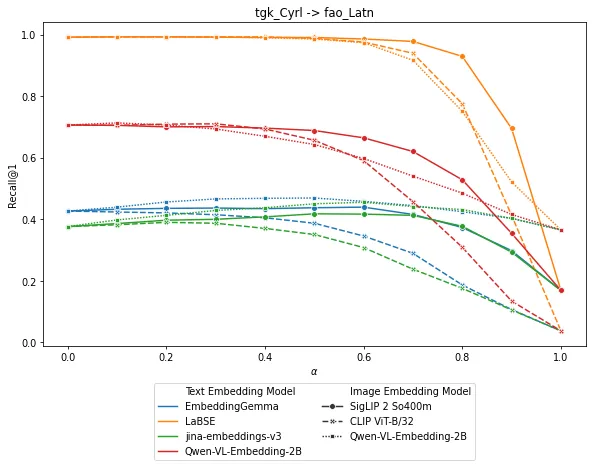 tgk_Cyrl -> fao_Latn
Recall@1
1.0
0.8
0.6
0.4
0.2
0.0
0.0 0.2 0.4 0.6 0.8 1.0
α
Text Embedding Model Image Embedding Model
EmbeddingGemma SigLIP 2 So400m
LaBSE CLIP ViT-B/32
jina-embeddings-v3 Qwen-VL-Embedding-2B
Qwen-VL-Embedding-2B